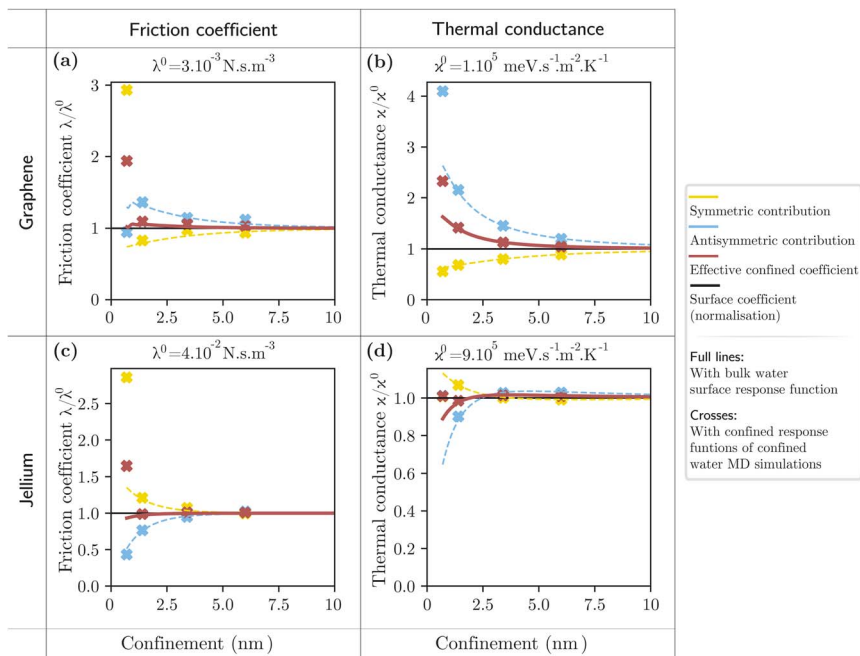 Friction coefficient
Thermal conductance
Graphene
(a)
λ⁰=3.10⁻³ N.s.m⁻³
Friction coefficient λ/λ⁰
3
2
1
0
0
2.5
5.0
7.5
10
(b)
ϰ⁰=1.10⁵ meV.s⁻¹.m⁻².K⁻¹
Thermal conductance ϰ/ϰ⁰
4
3
2
1
0
0
2.5
5.0
7.5
10
Jellium
(c)
λ⁰=4.10⁻² N.s.m⁻³
Friction coefficient λ/λ⁰
2.5
2.0
1.5
1.0
0.5
0.0
0
2.5
5.0
7.5
10
(d)
ϰ⁰=9.10⁵ meV.s⁻¹.m⁻².K⁻¹
Thermal conductance ϰ/ϰ⁰
1.0
0.8
0.6
0.4
0.2
0.0
0
2.5
5.0
7.5
10
Confinement (nm)
Confinement (nm)
Symmetric contribution
Antisymmetric contribution
Effective confined coefficient
Surface coefficient
(normalisation)
Full lines:
With bulk water
surface response function
Crosses:
With confined response
funtions of confined
water MD simulations